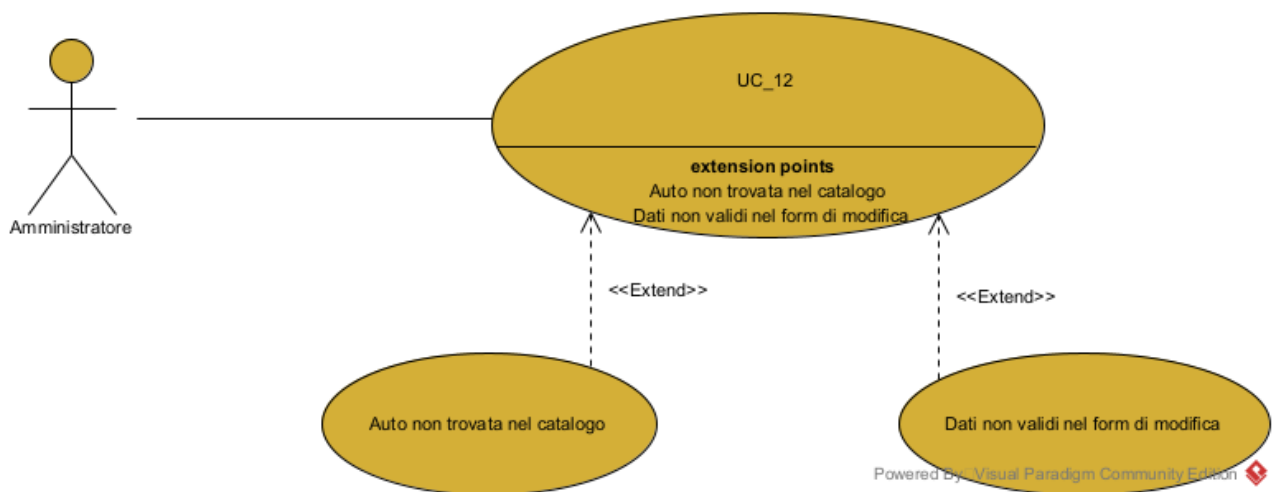 UC_12
extension points
Auto non trovata nel catalogo
Dati non validi nel form di modifica
Amministratore
<<Extend>>
<<Extend>>
Auto non trovata nel catalogo
Dati non validi nel form di modifica
Powered By Visual Paradigm Community Edition